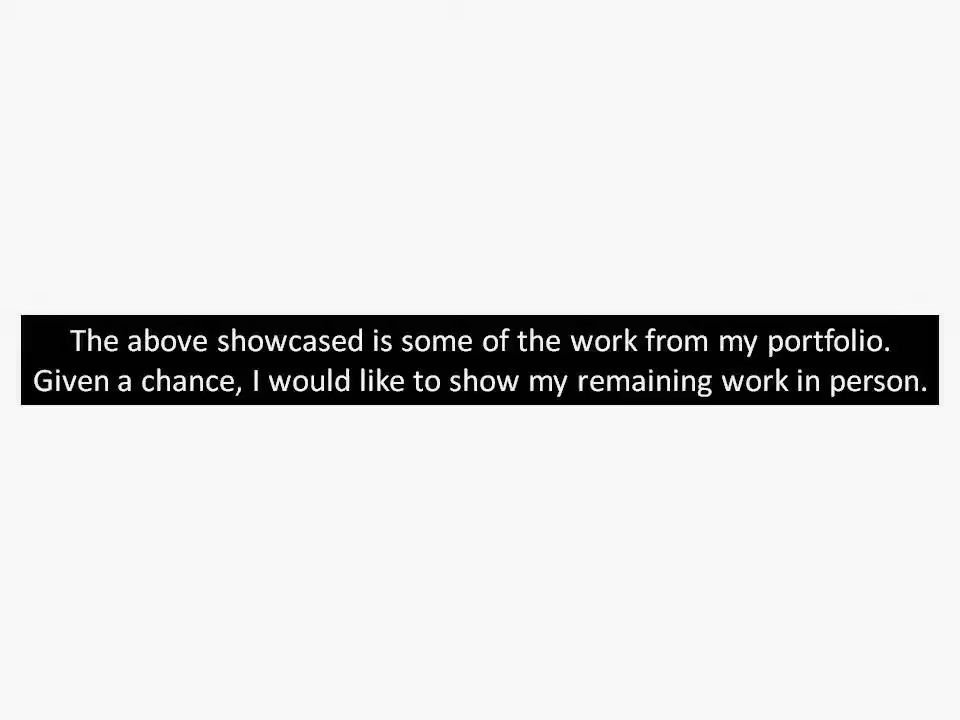 The above showcased is some of the work from my portfolio.
Given a chance, I would like to show my remaining work in person.